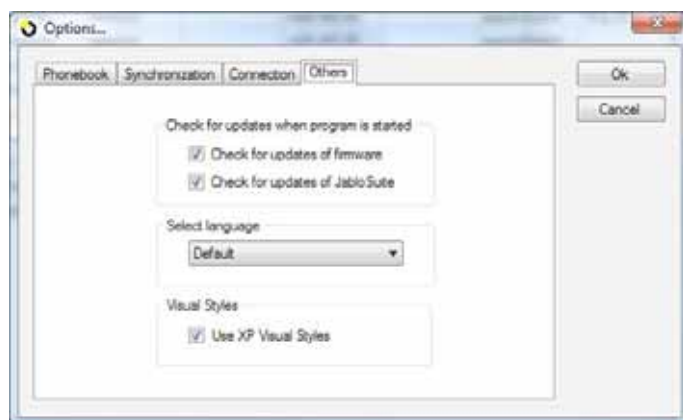 Options...
Phonebook Synchronization Connection Others
Ok
Cancel
Check for updates when program is started
Check for updates of firmware
Check for updates of JabloSuite
Select language
Default
Visual Styles
Use XP Visual Styles